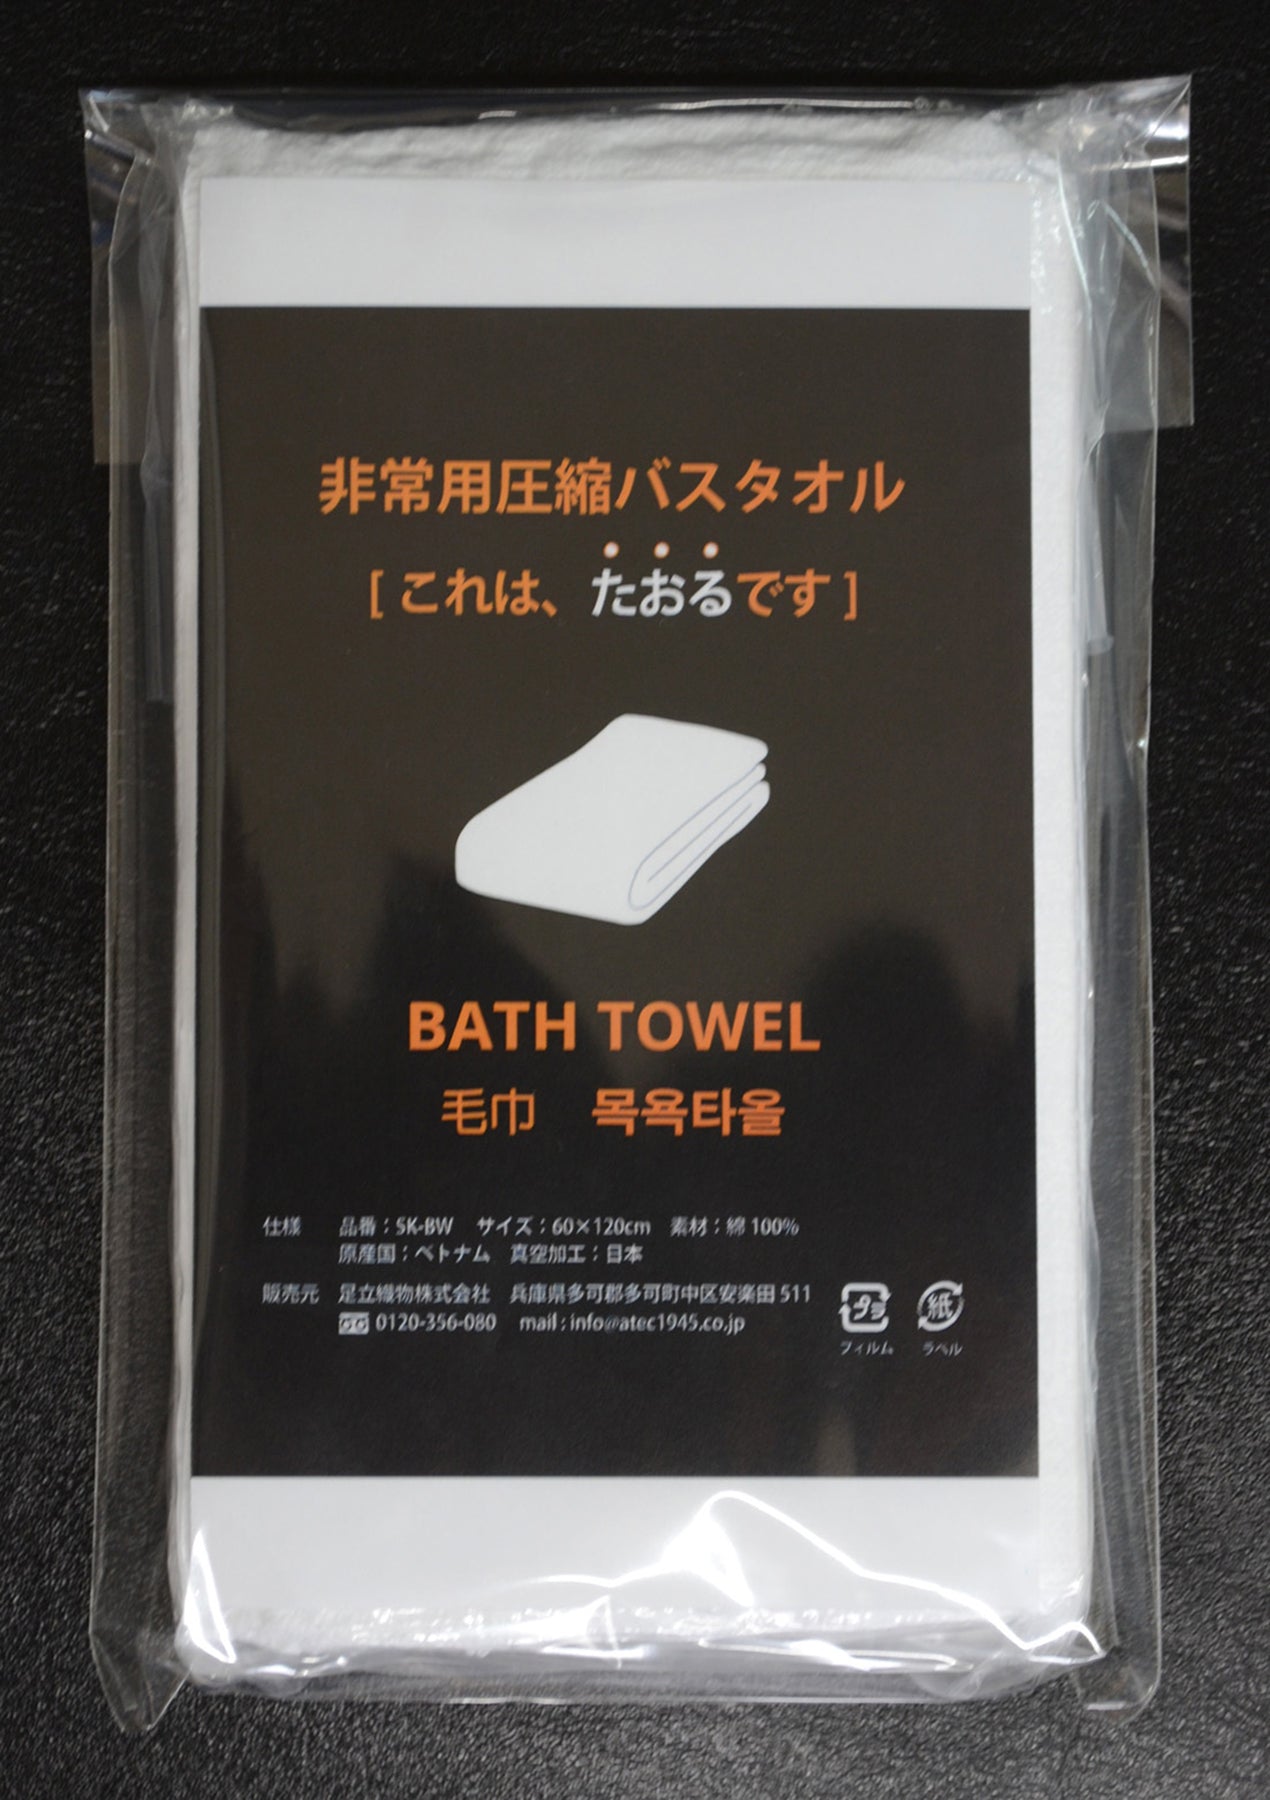 非常用圧縮バスタオル
[ これは、たおるです ]
BATH TOWEL
毛巾　목욕타올
仕様　品番：SK-BW　サイズ：60×120cm　素材：綿 100%
原産国：ベトナム　真空加工：日本
販売元　足立織物株式会社　兵庫県多可郡多可町中区安楽田 511
0120-356-080　mail : info@atec1945.co.jp
プラ　紙
フィルム　ラベル